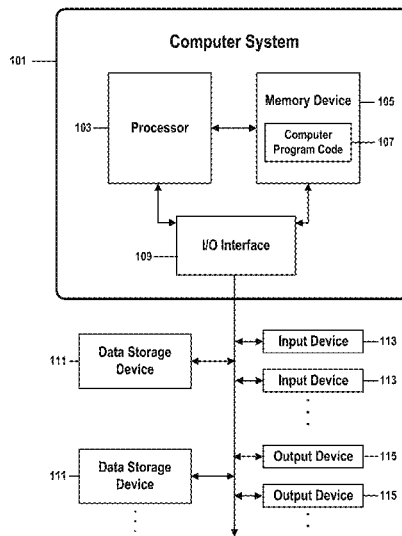 Computer System
101
103
Processor
Memory Device
105
Computer
Program Code
107
I/O Interface
109
111
Data Storage
Device
Input Device
113
Input Device
113
111
Data Storage
Device
Output Device
115
Output Device
115